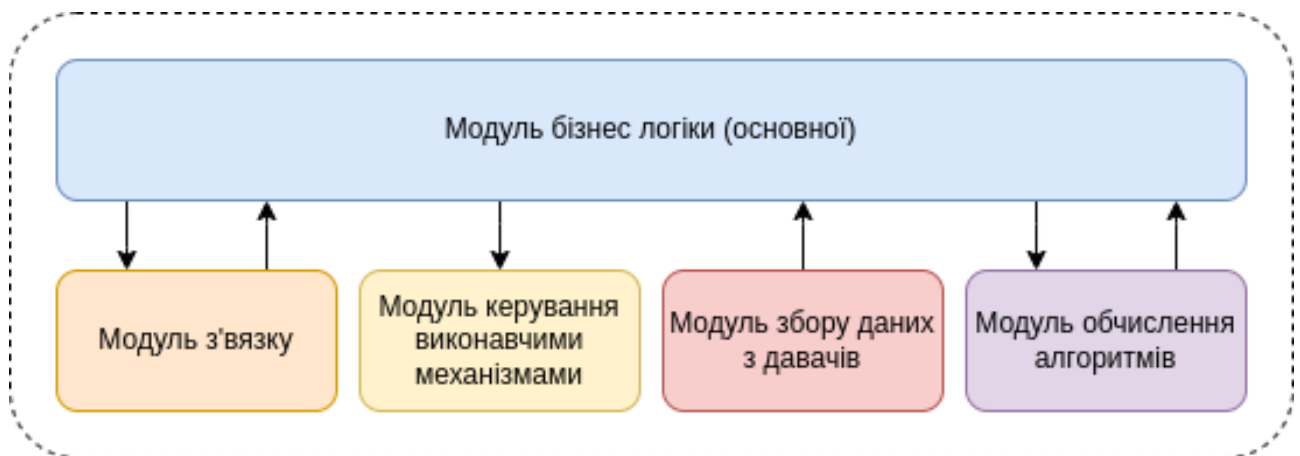 Модуль бізнес логіки (основної)
Модуль з'вязку
Модуль керування
виконавчими
механізмами
Модуль збору даних
з давачів
Модуль обчислення
алгоритмів